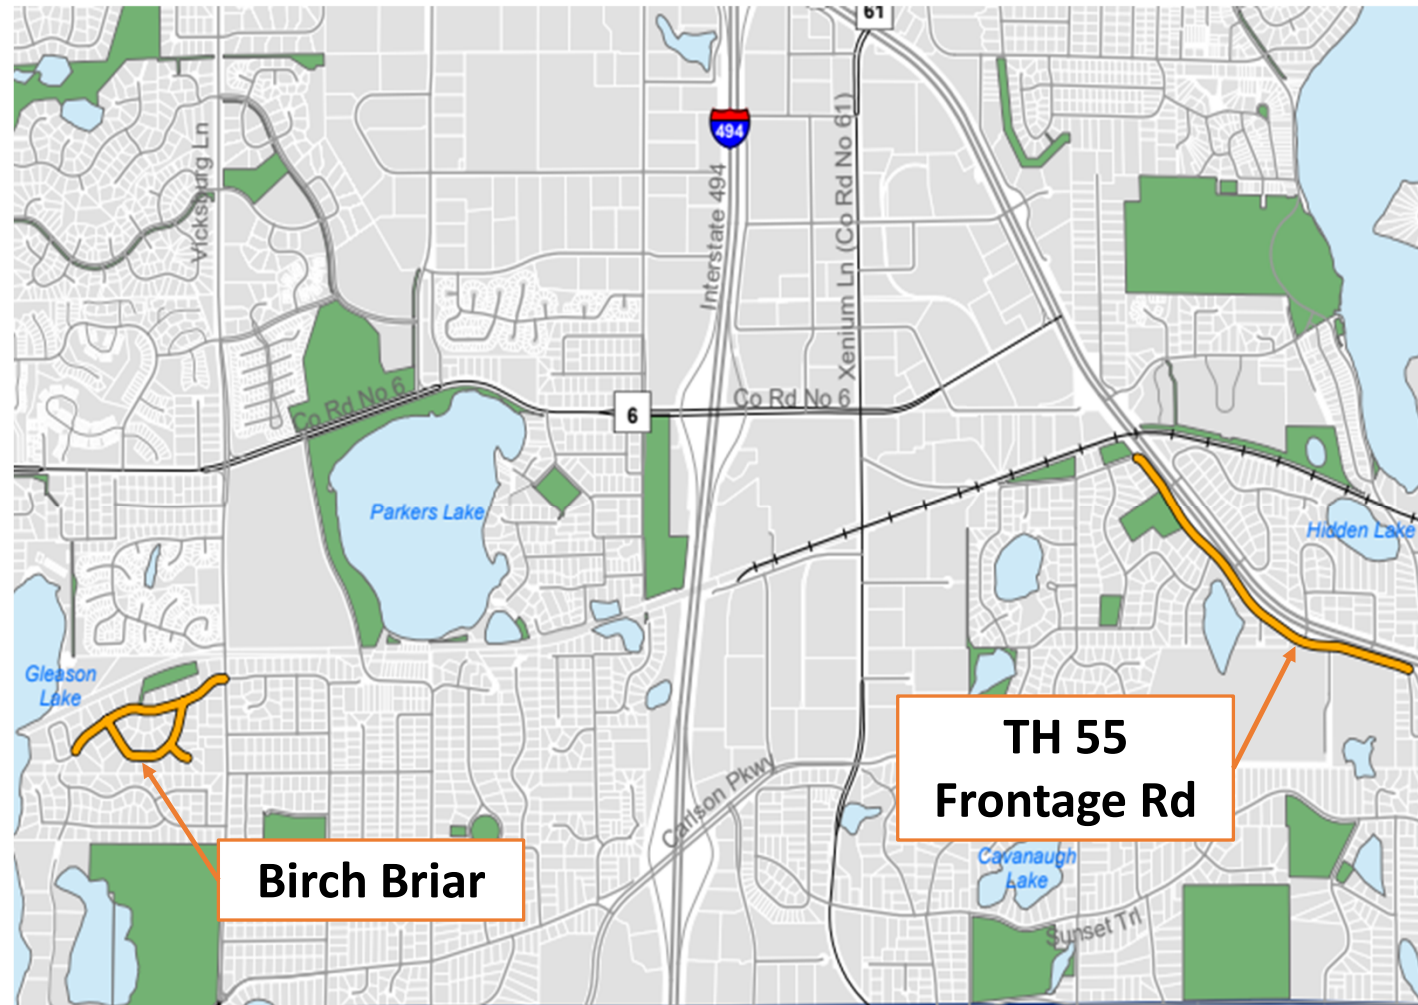 61
494
Vicksburg Ln
Interstate 494
Xenium Ln (Co Rd No 61)
Co Rd No 6
6
Co Rd No 6
Parkers Lake
Hidden Lake
Gleason
Lake
TH 55
Frontage Rd
Carlson Pkwy
Birch Briar
Cavanaugh
Lake
Sunset Trl